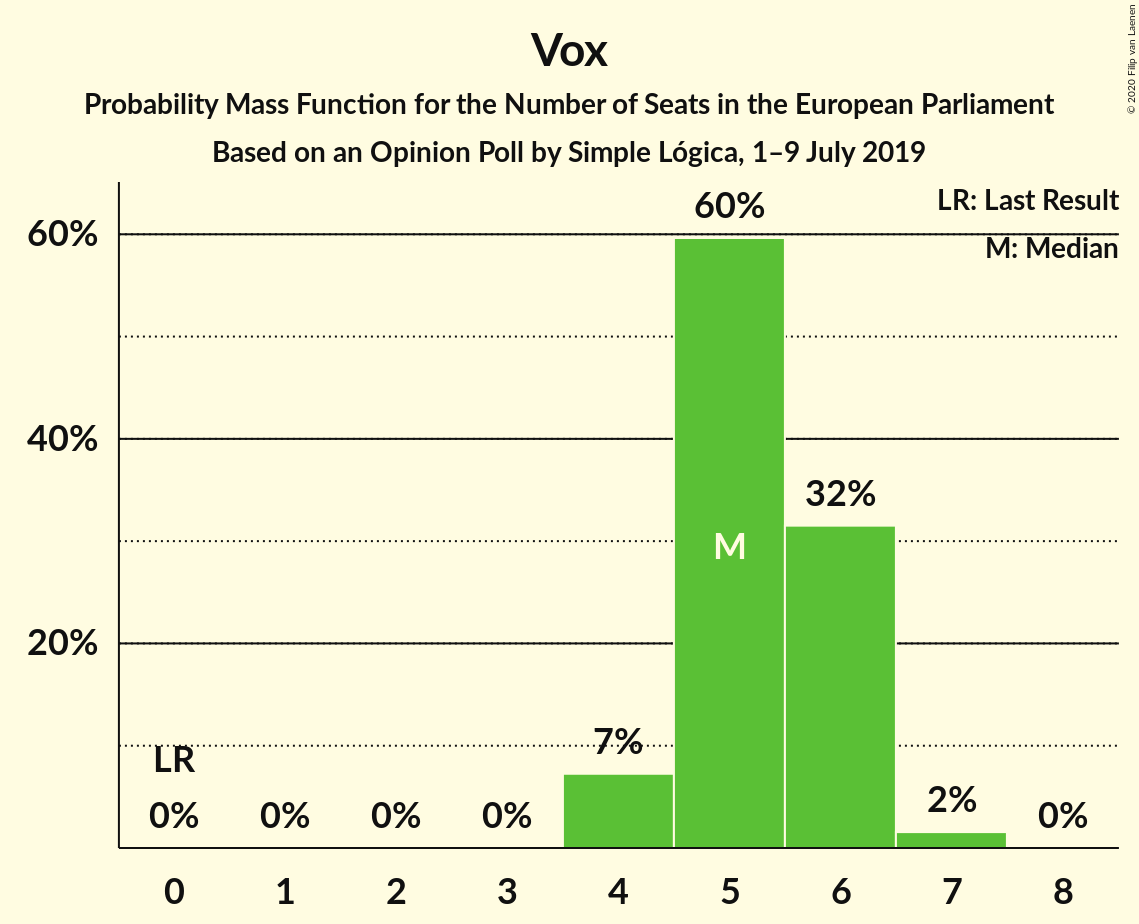 Vox
Probability Mass Function for the Number of Seats in the European Parliament
Based on an Opinion Poll by Simple Lógica, 1–9 July 2019
© 2020 Filip van Laenen
LR: Last Result
M: Median
60%
40%
20%
60%
32%
M
7%
2%
LR
0%
0%
0%
0%
0%
0 1 2 3 4 5 6 7 8